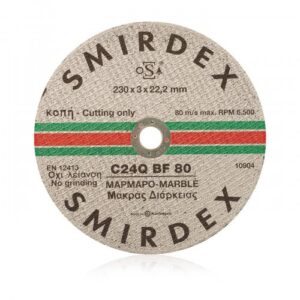 SMIRDEX
oSA
230 x 3 x 22,2 mm
κοπή - Cutting only
80 m/s max. RPM 6.500
EN 12413
Όχι λείανση
No grinding
C24Q BF 80
10904
ΜΑΡΜΑΡΟ-MARBLE
Μακράς Διάρκειας
SMIRDEX